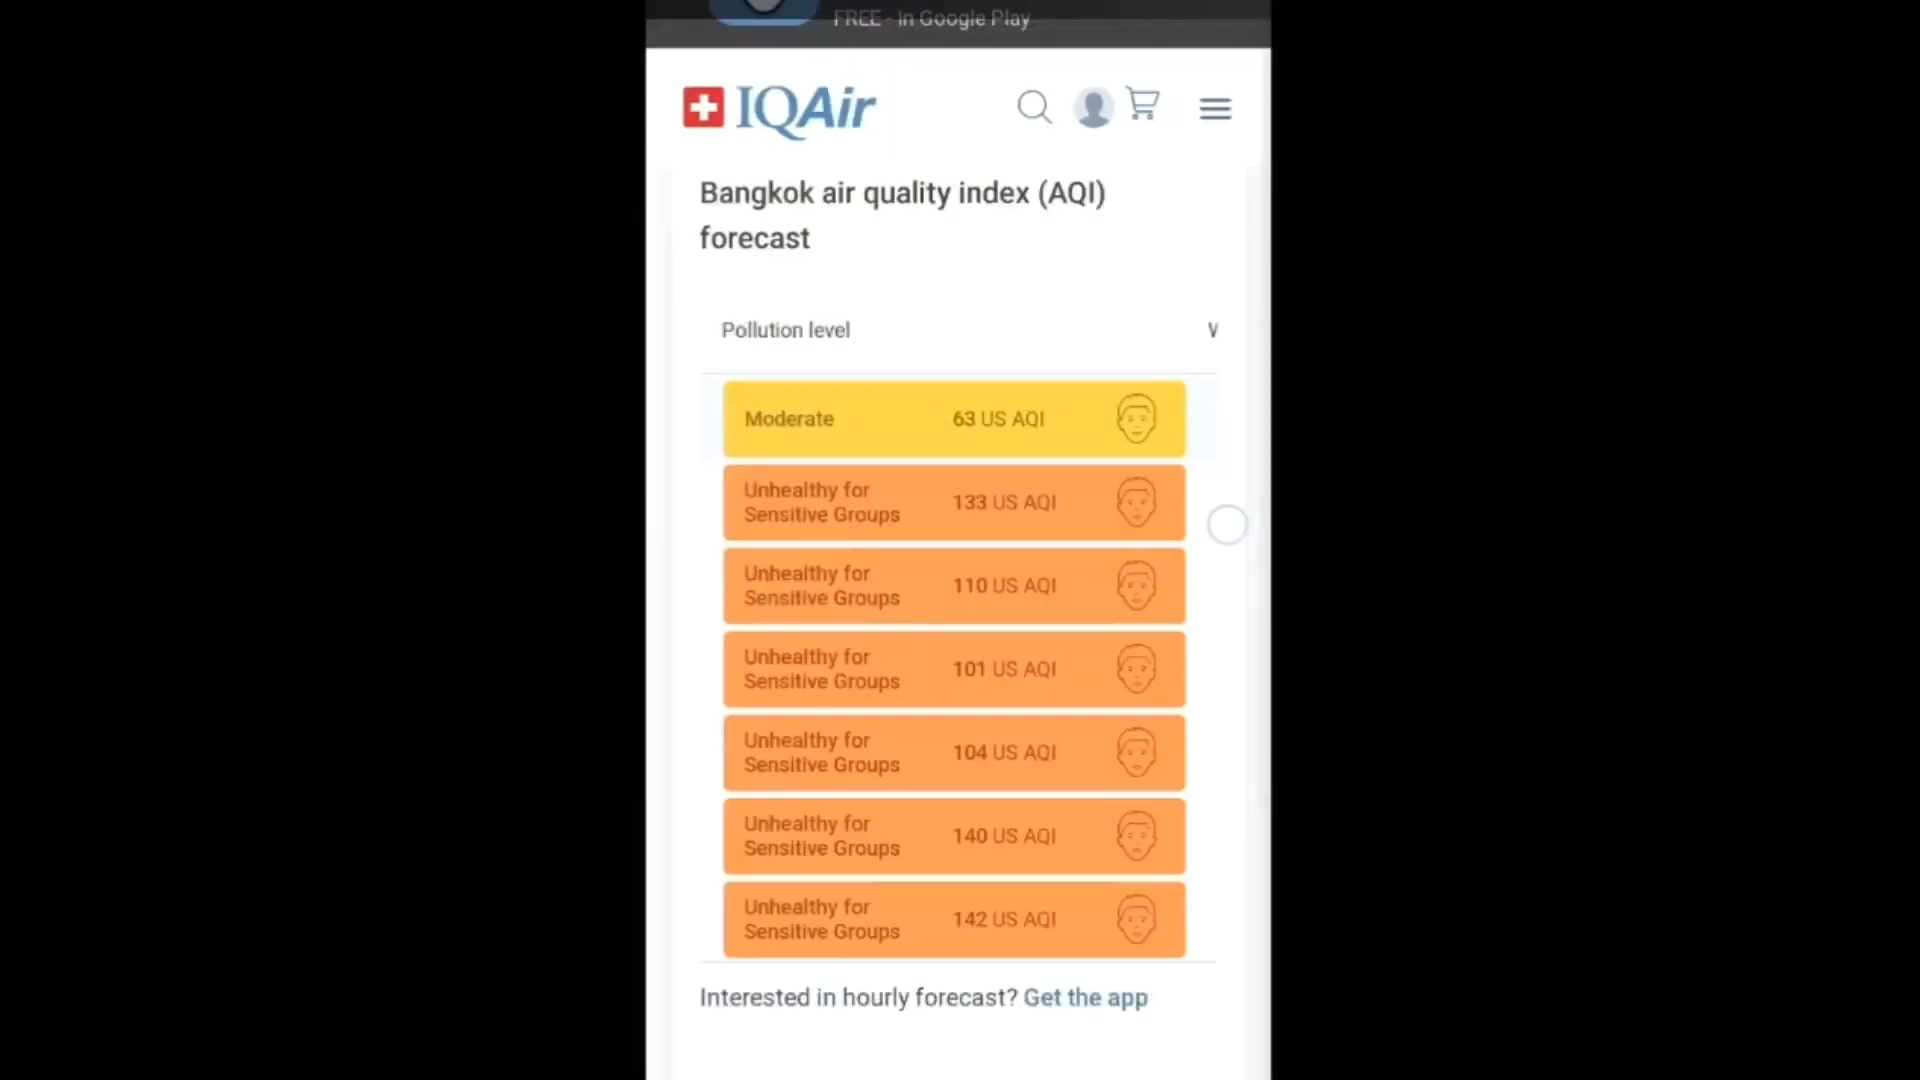 FREE - In Google Play
IQAir
Bangkok air quality index (AQI)
forecast
Pollution level
Moderate 63 US AQI
Unhealthy for
Sensitive Groups 133 US AQI
Unhealthy for
Sensitive Groups 110 US AQI
Unhealthy for
Sensitive Groups 101 US AQI
Unhealthy for
Sensitive Groups 104 US AQI
Unhealthy for
Sensitive Groups 140 US AQI
Unhealthy for
Sensitive Groups 142 US AQI
Interested in hourly forecast? Get the app